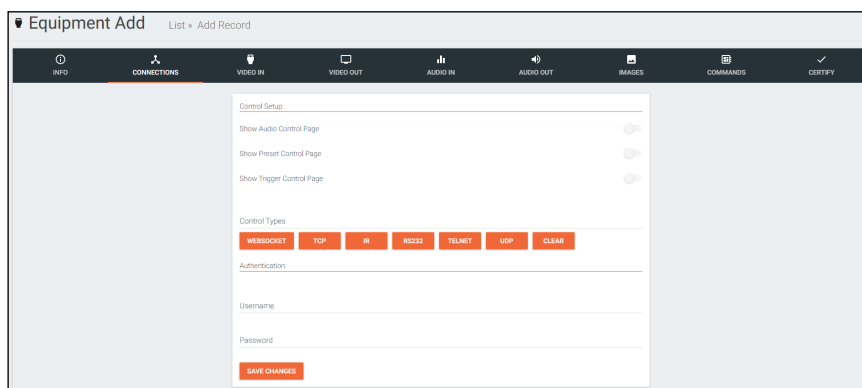 Equipment Add List » Add Record
INFO CONNECTIONS VIDEO IN VIDEO OUT AUDIO IN AUDIO OUT IMAGES COMMANDS CERTIFY
Control Setup:
Show Audio Control Page
Show Preset Control Page
Show Trigger Control Page
Control Types
WEBSOCKET TCP IR RS232 TELNET UDP CLEAR
Authentication:
Username
Password
SAVE CHANGES